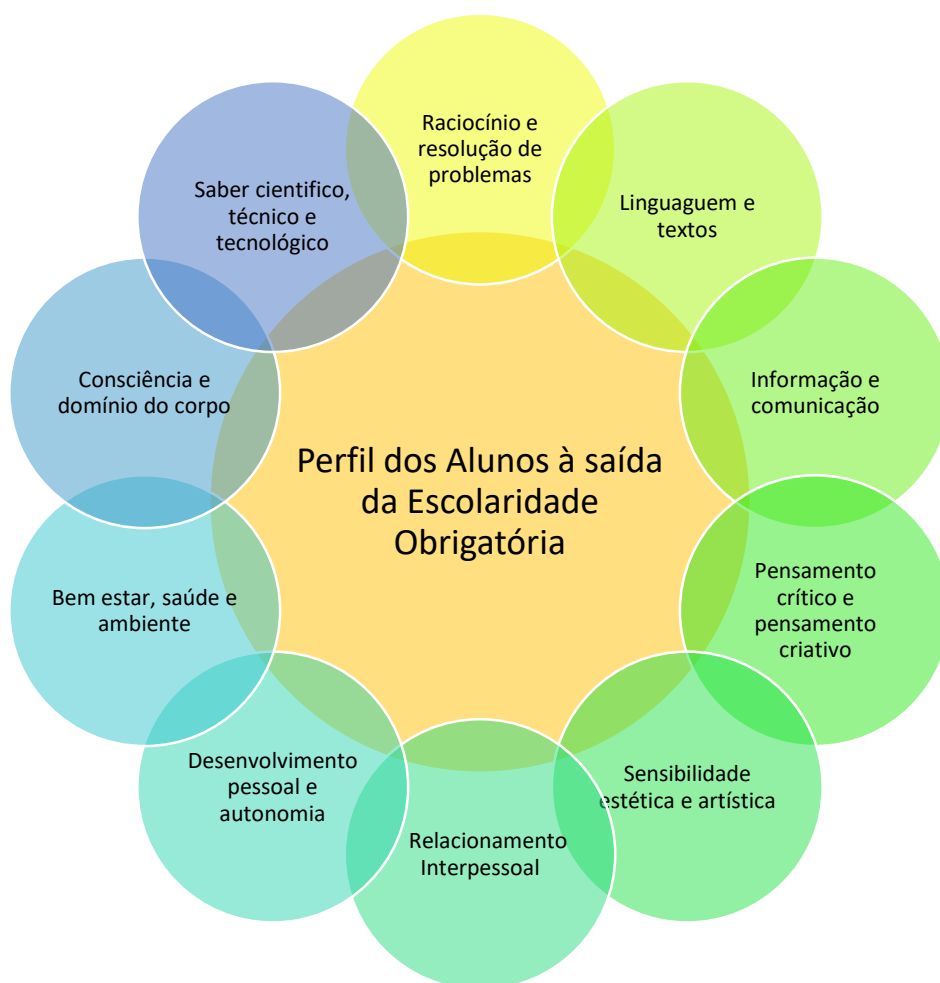 Raciocínio e
resolução de
problemas
Linguaguem e
textos
Informação e
comunicação
Pensamento
crítico e
pensamento
criativo
Sensibilidade
estética e artística
Relacionamento
Interpessoal
Desenvolvimento
pessoal e
autonomia
Bem estar, saúde e
ambiente
Consciência e
domínio do corpo
Saber cientifico,
técnico e
tecnológico
Perfil dos Alunos à saída
da Escolaridade
Obrigatória